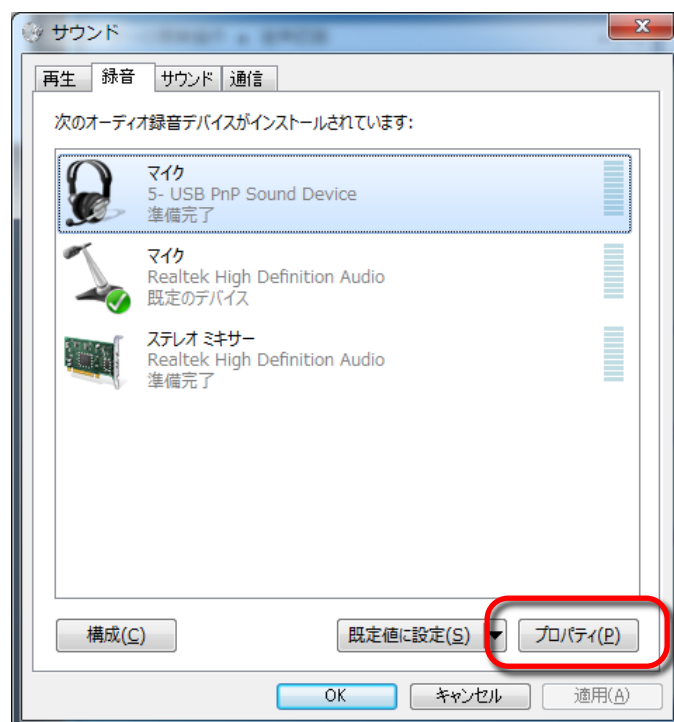 サウンド
再生 録音 サウンド 通信
次のオーディオ録音デバイスがインストールされています:
マイク
5- USB PnP Sound Device
準備完了
マイク
Realtek High Definition Audio
既定のデバイス
ステレオ ミキサー
Realtek High Definition Audio
準備完了
構成(C) 既定値に設定(S) プロパティ(P)
OK キャンセル 適用(A)